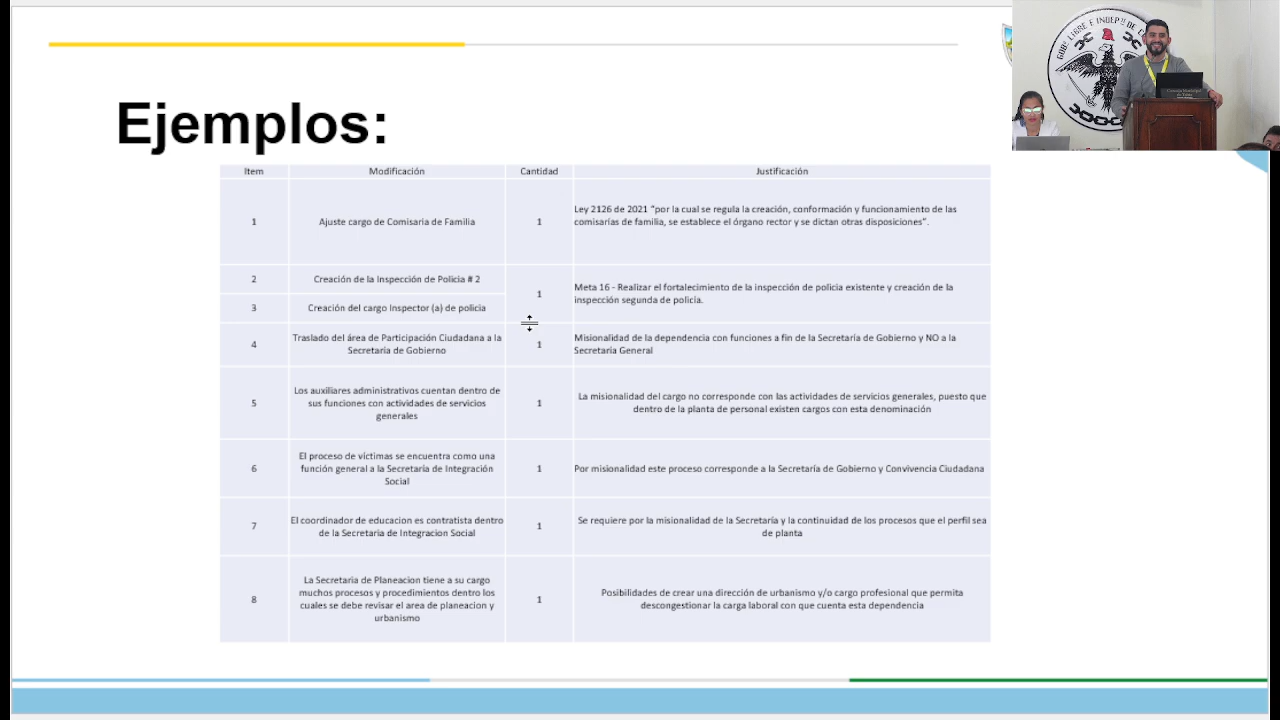 Ejemplos:
Item Modificación Cantidad Justificación
1 Ajuste cargo de Comisaria de Familia 1 Ley 2126 de 2021 “por la cual se regula la creación, conformación y funcionamiento de las
comisarías de familia, se establece el órgano rector y se dictan otras disposiciones”.
2 Creación de la Inspección de Policia # 2
3 Creación del cargo Inspector (a) de policia
1 Meta 16 - Realizar el fortalecimiento de la inspección de policia existente y creación de la
inspección segunda de policía.
4 Traslado del área de Participación Ciudadana a la
Secretaría de Gobierno
1 Misionalidad de la dependencia con funciones a fin de la Secretaría de Gobierno y NO a la
Secretaria General
5 Los auxiliares administrativos cuentan dentro de
sus funciones con actividades de servicios
generales
1 La misionalidad del cargo no corresponde con las actividades de servicios generales, puesto que
dentro de la planta de personal existen cargos con esta denominación
6 El proceso de víctimas se encuentra como una
función general a la Secretaría de Integración
Social
1 Por misionalidad este proceso corresponde a la Secretaría de Gobierno y Convivencia Ciudadana
7 El coordinador de educacion es contratista dentro
de la Secretaria de Integracion Social
1 Se requiere por la misionalidad de la Secretaría y la continuidad de los procesos que el perfil sea
de planta
8 La Secretaria de Planeacion tiene a su cargo
muchos procesos y procedimientos dentro los
cuales se debe revisar el area de planeacion y
urbanismo
1 Posibilidades de crear una dirección de urbanismo y/o cargo profesional que permita
descongestionar la carga laboral con que cuenta esta dependencia